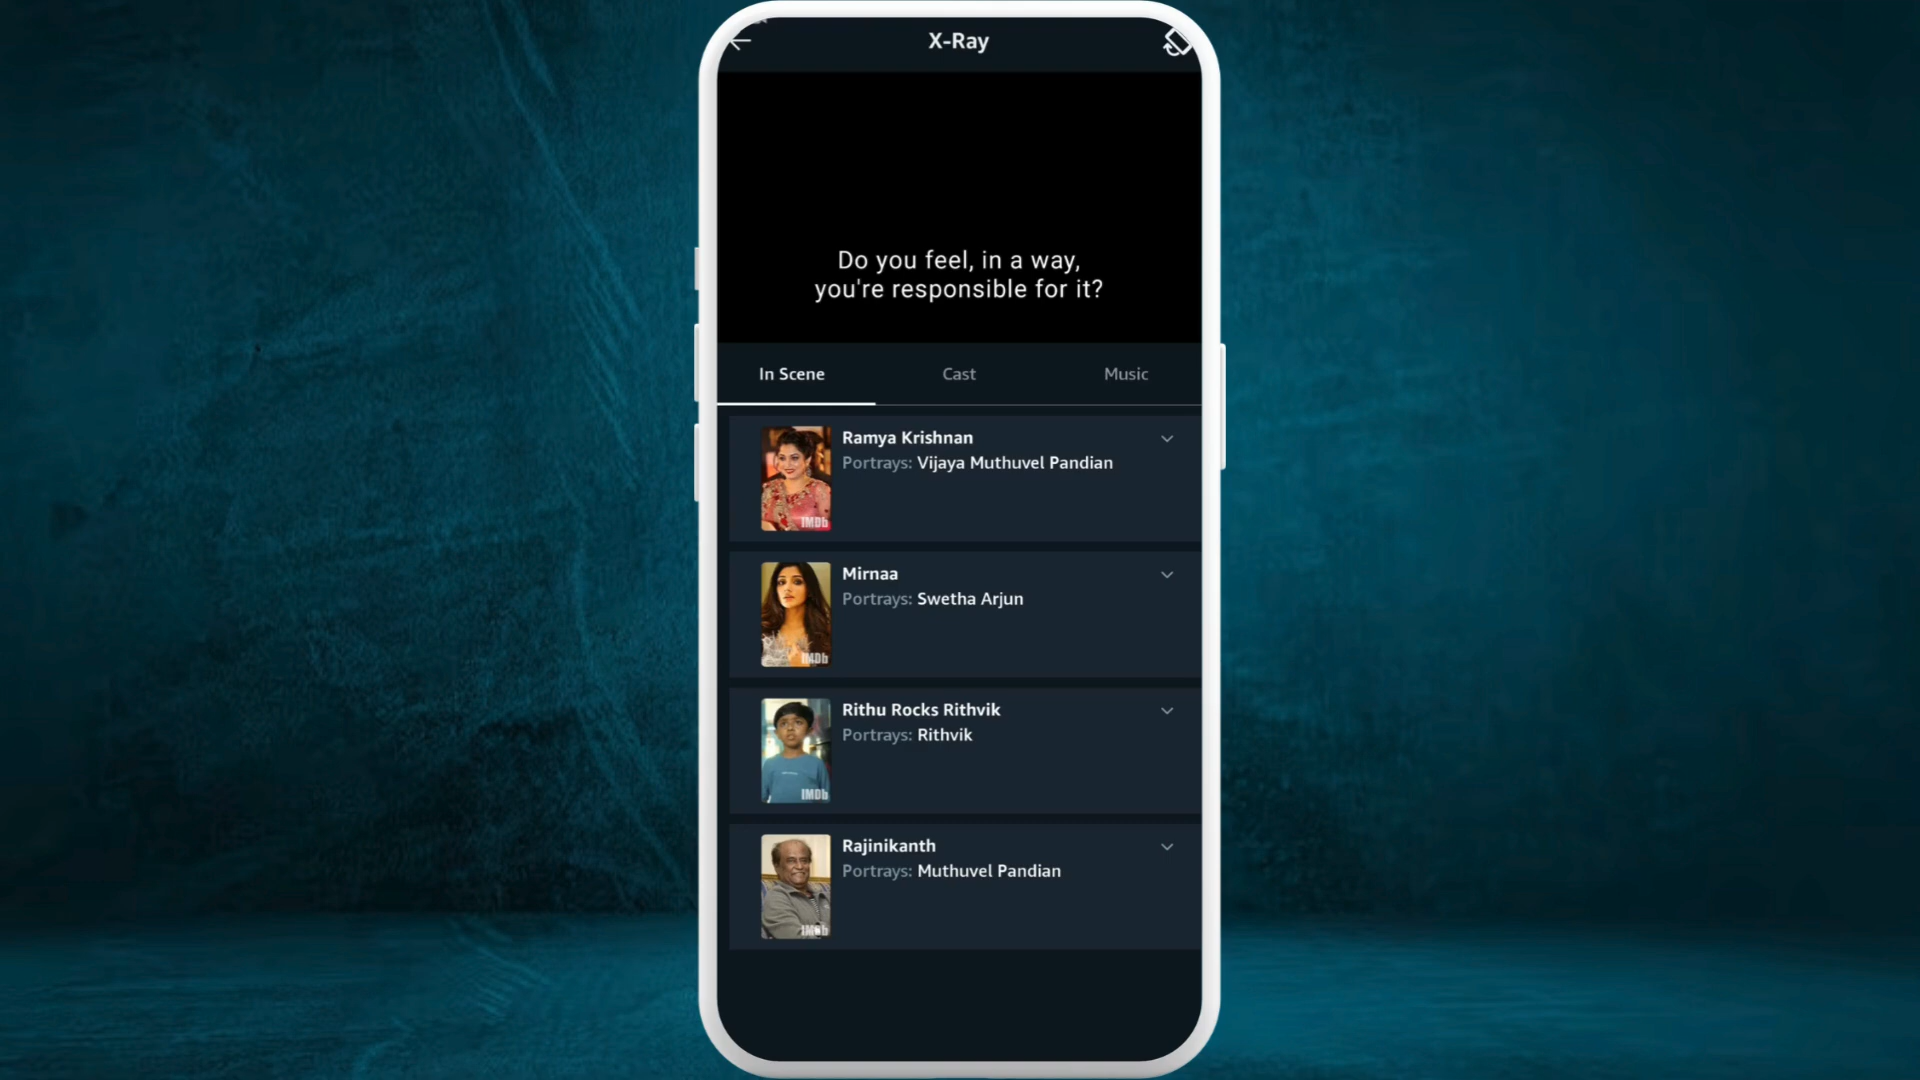 X-Ray
Do you feel, in a way,
you're responsible for it?
In Scene
Cast
Music
Ramya Krishnan
Portrays: Vijaya Muthuvel Pandian
IMDb
Mirnaa
Portrays: Swetha Arjun
IMDb
Rithu Rocks Rithvik
Portrays: Rithvik
IMDb
Rajinikanth
Portrays: Muthuvel Pandian
IMDb